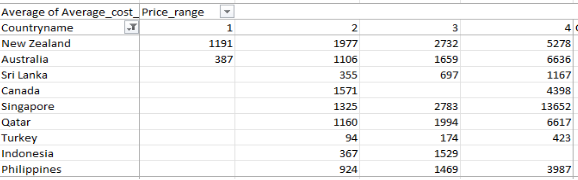 Average of Average_cost_ Price_range
Countryname 1 2 3 4
New Zealand 1191 1977 2732 5278
Australia 387 1106 1659 6636
Sri Lanka 355 697 1167
Canada 1571 4398
Singapore 1325 2783 13652
Qatar 1160 1994 6617
Turkey 94 174 423
Indonesia 367 1529
Philippines 924 1469 3987